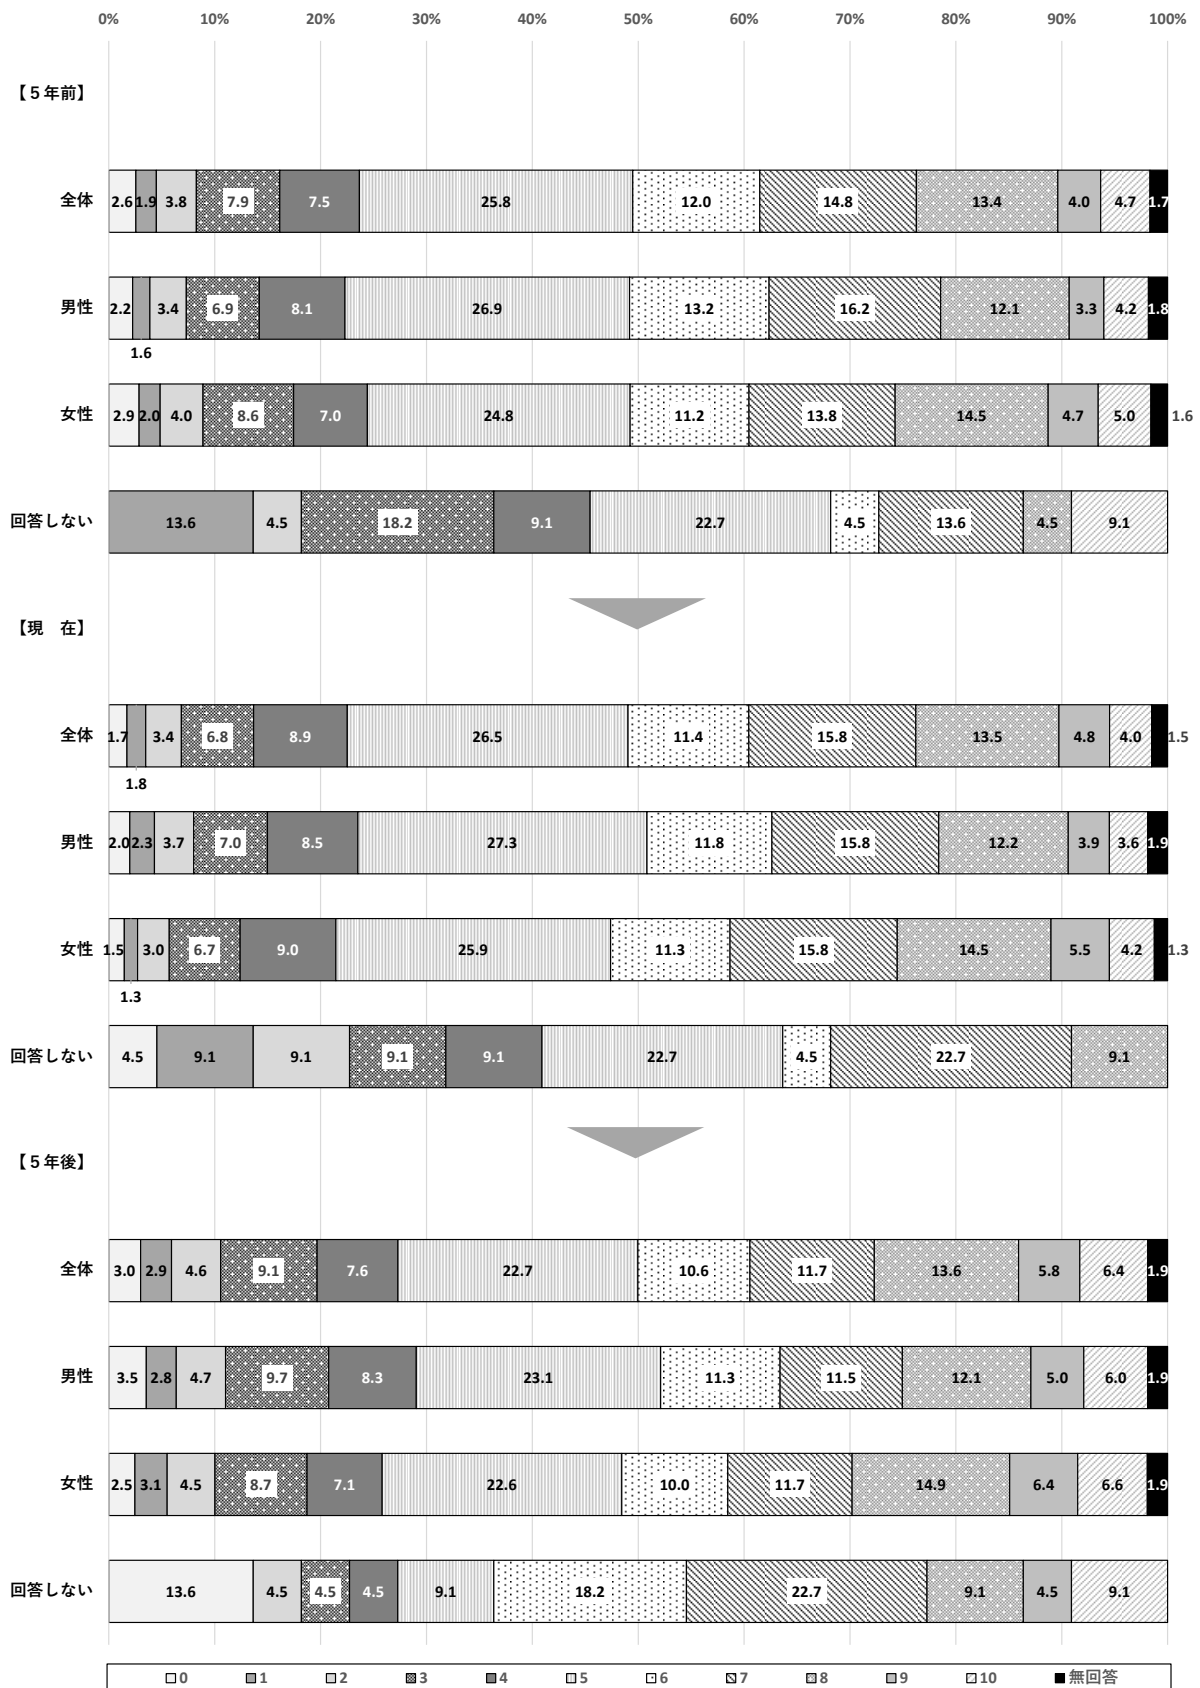 0% 10% 20% 30% 40% 50% 60% 70% 80% 90% 100%
【５年前】
全体 2.6 1.9 3.8 7.9 7.5 25.8 12.0 14.8 13.4 4.0 4.7 1.7
男性 2.2 3.4 6.9 8.1 26.9 13.2 16.2 12.1 3.3 4.2 1.8
1.6
女性 2.9 2.0 4.0 8.6 7.0 24.8 11.2 13.8 14.5 4.7 5.0 1.6
回答しない 13.6 4.5 18.2 9.1 22.7 4.5 13.6 4.5 9.1
【現　在】
全体 1.7 3.4 6.8 8.9 26.5 11.4 15.8 13.5 4.8 4.0 1.5
1.8
男性 2.0 2.3 3.7 7.0 8.5 27.3 11.8 15.8 12.2 3.9 3.6 1.9
女性 1.5 3.0 6.7 9.0 25.9 11.3 15.8 14.5 5.5 4.2 1.3
1.3
回答しない 4.5 9.1 9.1 9.1 9.1 22.7 4.5 22.7 9.1
【５年後】
全体 3.0 2.9 4.6 9.1 7.6 22.7 10.6 11.7 13.6 5.8 6.4 1.9
男性 3.5 2.8 4.7 9.7 8.3 23.1 11.3 11.5 12.1 5.0 6.0 1.9
女性 2.5 3.1 4.5 8.7 7.1 22.6 10.0 11.7 14.9 6.4 6.6 1.9
回答しない 13.6 4.5 4.5 4.5 9.1 18.2 22.7 9.1 4.5 9.1
0 1 2 3 4 5 6 7 8 9 10 無回答